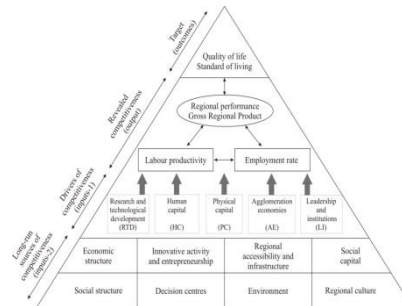 Target
(outcomes)
Quality of life
Standard of living
Revealed
competitiveness
(output)
Regional performance
Gross Regional Product
Labour productivity
Employment rate
Drivers of
competitiveness
(inputs-1)
Research and
technological
development
(RTD)
Human
capital
(HC)
Physical
capital
(PC)
Agglomeration
economies
(AE)
Leadership
and
institutions
(LI)
Long-run
sources of
competitiveness
(inputs-2)
Economic
structure
Innovative activity
and entrepreneurship
Regional
accessibility and
infrastructure
Social
capital
Social structure
Decision centres
Environment
Regional culture